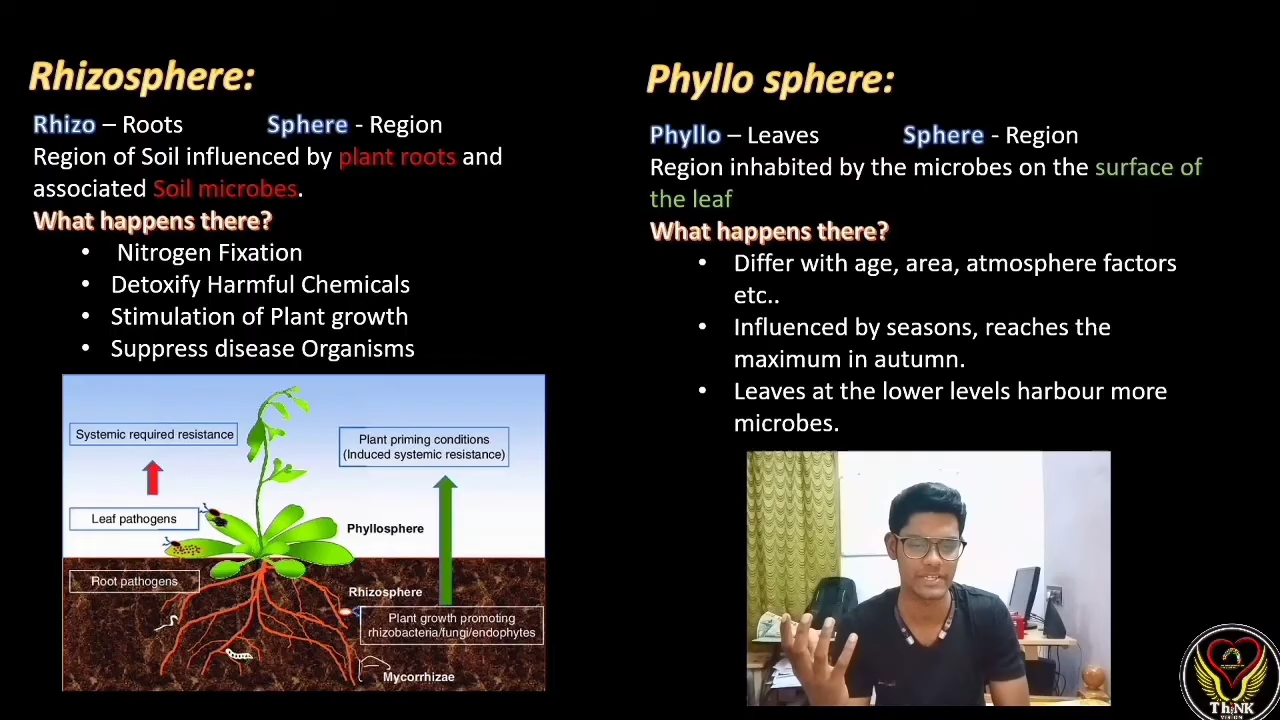 Rhizosphere:
Rhizo – Roots Sphere - Region
Region of Soil influenced by plant roots and
associated Soil microbes.
What happens there?
• Nitrogen Fixation
• Detoxify Harmful Chemicals
• Stimulation of Plant growth
• Suppress disease Organisms
Systemic required resistance
Plant priming conditions
(Induced systemic resistance)
Leaf pathogens
Phyllosphere
Root pathogens
Rhizosphere
Plant growth promoting
rhizobacteria/fungi/endophytes
Mycorrhizae
Phyllo sphere:
Phyllo – Leaves Sphere - Region
Region inhabited by the microbes on the surface of
the leaf
What happens there?
• Differ with age, area, atmosphere factors
etc..
• Influenced by seasons, reaches the
maximum in autumn.
• Leaves at the lower levels harbour more
microbes.
ThiNK
VISION